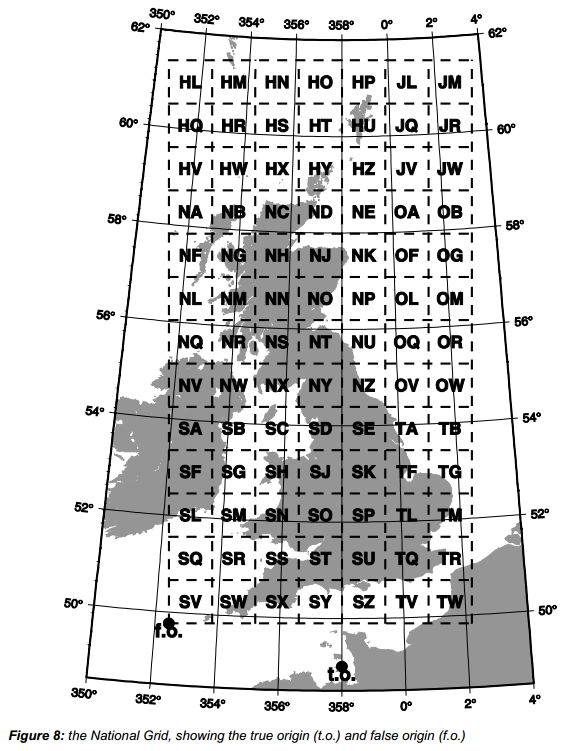 350° 352° 354° 356° 358° 0° 2° 4°
62° 62°
HL HM HN HO HP JL JM
60° HQ HR HS HT HU JQ JR 60°
HV HW HX HY HZ JV JW
58° NA NB NC ND NE OA OB 58°
NF NG NH NJ NK OF OG
NL NM NN NO NP OL OM
56° 56°
NQ NR NS NT NU OQ OR
NV NW NX NY NZ OV OW
54° 54°
SA SB SC SD SE TA TB
SF SG SH SJ SK TF TG
52° SL SM SN SO SP TL TM 52°
SQ SR SS ST SU TQ TR
50° SV SW SX SY SZ TV TW 50°
f.o.
t.o.
350° 352° 354° 356° 358° 0° 2° 4°
Figure 8: the National Grid, showing the true origin (t.o.) and false origin (f.o.)